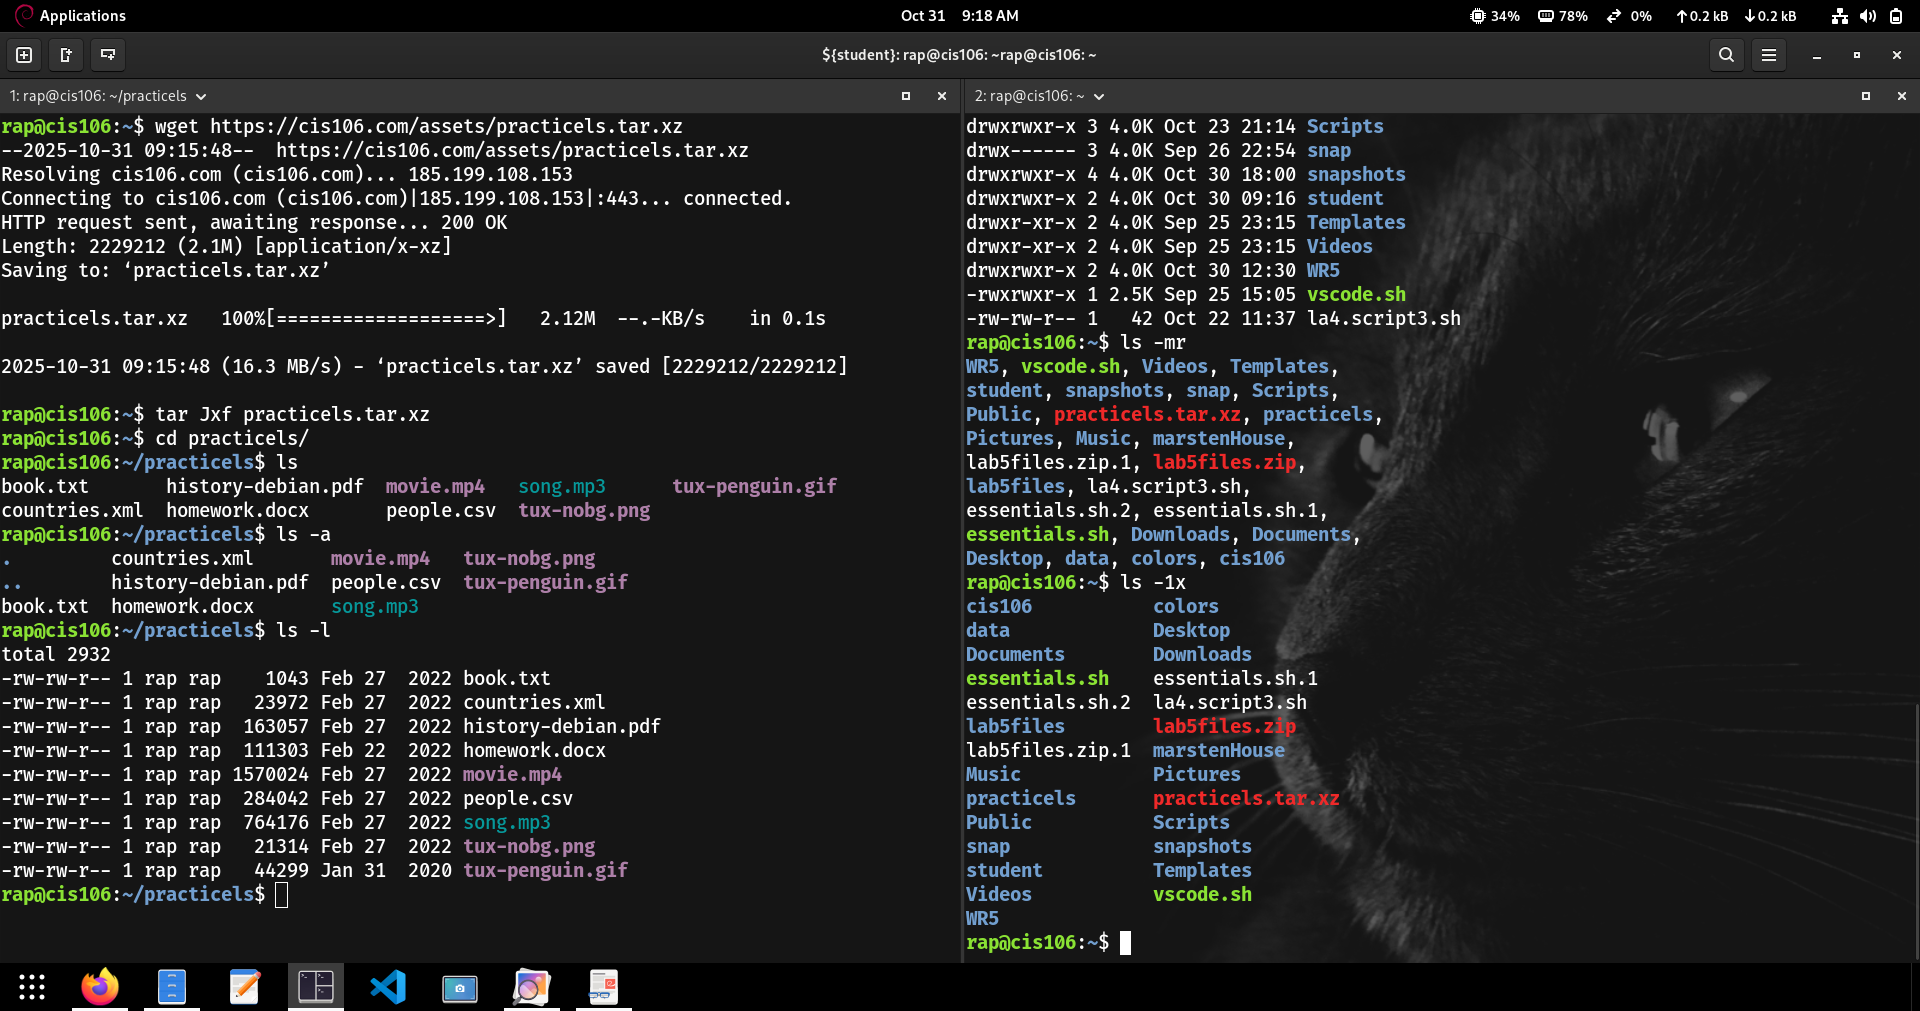 Applications
Oct 31 9:18 AM
34% 78% 0% 0.2 kB 0.2 kB
${student}: rap@cis106: ~rap@cis106: ~
1: rap@cis106: ~/practicels
rap@cis106:~$ wget https://cis106.com/assets/practicels.tar.xz
--2025-10-31 09:15:48--  https://cis106.com/assets/practicels.tar.xz
Resolving cis106.com (cis106.com)... 185.199.108.153
Connecting to cis106.com (cis106.com)|185.199.108.153|:443... connected.
HTTP request sent, awaiting response... 200 OK
Length: 2229212 (2.1M) [application/x-xz]
Saving to: ‘practicels.tar.xz’
practicels.tar.xz   100%[===================>]   2.12M  --.-KB/s    in 0.1s
2025-10-31 09:15:48 (16.3 MB/s) - ‘practicels.tar.xz’ saved [2229212/2229212]
rap@cis106:~$ tar Jxf practicels.tar.xz
rap@cis106:~$ cd practicels/
rap@cis106:~/practicels$ ls
book.txt       history-debian.pdf  movie.mp4   song.mp3      tux-penguin.gif
countries.xml  homework.docx       people.csv  tux-nobg.png
rap@cis106:~/practicels$ ls -a
.         countries.xml       movie.mp4   tux-nobg.png
..        history-debian.pdf  people.csv  tux-penguin.gif
book.txt  homework.docx       song.mp3
rap@cis106:~/practicels$ ls -l
total 2932
-rw-rw-r-- 1 rap rap    1043 Feb 27  2022 book.txt
-rw-rw-r-- 1 rap rap   23972 Feb 27  2022 countries.xml
-rw-rw-r-- 1 rap rap  163057 Feb 27  2022 history-debian.pdf
-rw-rw-r-- 1 rap rap  111303 Feb 22  2022 homework.docx
-rw-rw-r-- 1 rap rap 1570024 Feb 27  2022 movie.mp4
-rw-rw-r-- 1 rap rap  284042 Feb 27  2022 people.csv
-rw-rw-r-- 1 rap rap  764176 Feb 27  2022 song.mp3
-rw-rw-r-- 1 rap rap   21314 Feb 27  2022 tux-nobg.png
-rw-rw-r-- 1 rap rap   44299 Jan 31  2020 tux-penguin.gif
rap@cis106:~/practicels$
2: rap@cis106: ~
drwxrwxr-x 3 4.0K Oct 23 21:14 Scripts
drwx------ 3 4.0K Sep 26 22:54 snap
drwxrwxr-x 4 4.0K Oct 30 18:00 snapshots
drwxrwxr-x 2 4.0K Oct 30 09:16 student
drwxr-xr-x 2 4.0K Sep 25 23:15 Templates
drwxr-xr-x 2 4.0K Sep 25 23:15 Videos
drwxrwxr-x 2 4.0K Oct 30 12:30 WR5
-rwxrwxr-x 1 2.5K Sep 25 15:05 vscode.sh
-rw-rw-r-- 1   42 Oct 22 11:37 la4.script3.sh
rap@cis106:~$ ls -mr
WR5, vscode.sh, Videos, Templates,
student, snapshots, snap, Scripts,
Public, practicels.tar.xz, practicels,
Pictures, Music, marstenHouse,
lab5files.zip.1, lab5files.zip,
lab5files, la4.script3.sh,
essentials.sh.2, essentials.sh.1,
essentials.sh, Downloads, Documents,
Desktop, data, colors, cis106
rap@cis106:~$ ls -1x
cis106           colors
data             Desktop
Documents        Downloads
essentials.sh    essentials.sh.1
essentials.sh.2  la4.script3.sh
lab5files        lab5files.zip
lab5files.zip.1  marstenHouse
Music            Pictures
practicels       practicels.tar.xz
Public           Scripts
snap             snapshots
student          Templates
Videos           vscode.sh
WR5
rap@cis106:~$